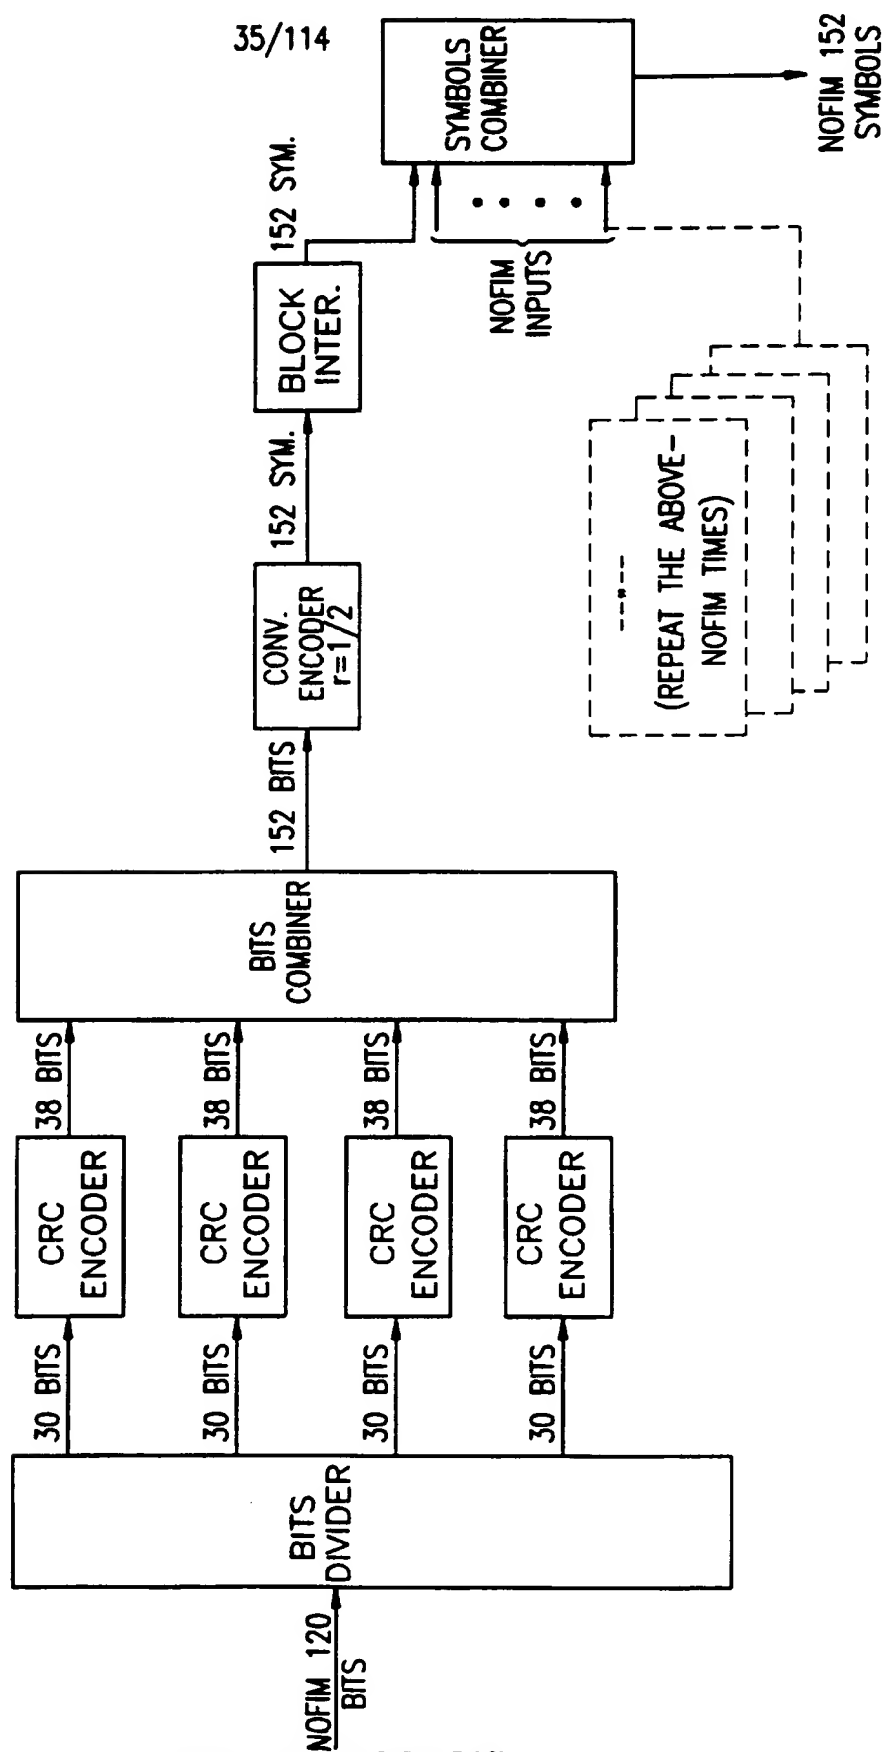 35/114
NOFIM 120
BITS
BITS
DIVIDER
30 BITS
30 BITS
30 BITS
30 BITS
CRC
ENCODER
CRC
ENCODER
CRC
ENCODER
CRC
ENCODER
38 BITS
38 BITS
38 BITS
38 BITS
BITS
COMBINER
152 BITS
CONV.
ENCODER
r=1/2
152 SYM.
BLOCK
INTER.
152 SYM.
NOFIM
INPUTS
SYMBOLS
COMBINER
NOFIM 152
SYMBOLS
(REPEAT THE ABOVE-
NOFIM TIMES)